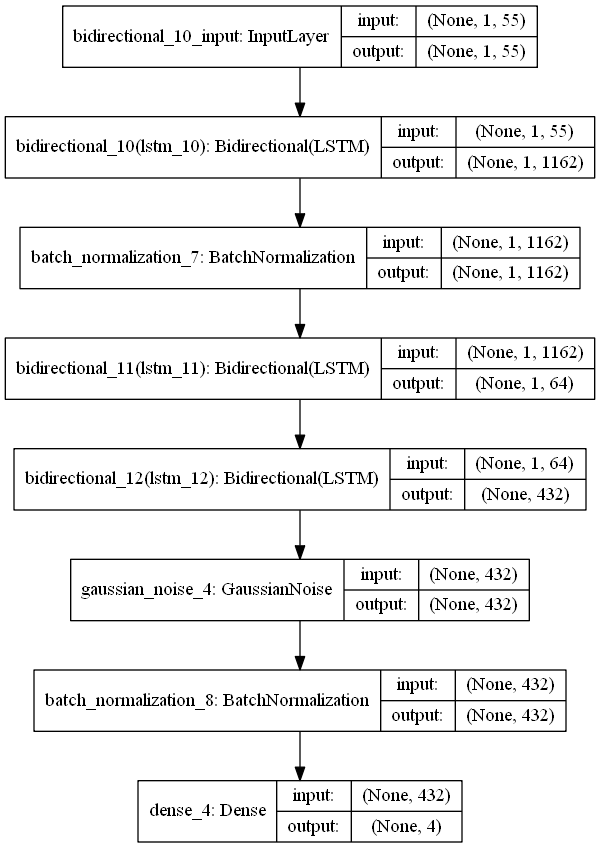 bidirectional_10_input: InputLayer
input: (None, 1, 55)
output: (None, 1, 55)
bidirectional_10(lstm_10): Bidirectional(LSTM)
input: (None, 1, 55)
output: (None, 1, 1162)
batch_normalization_7: BatchNormalization
input: (None, 1, 1162)
output: (None, 1, 1162)
bidirectional_11(lstm_11): Bidirectional(LSTM)
input: (None, 1, 1162)
output: (None, 1, 64)
bidirectional_12(lstm_12): Bidirectional(LSTM)
input: (None, 1, 64)
output: (None, 432)
gaussian_noise_4: GaussianNoise
input: (None, 432)
output: (None, 432)
batch_normalization_8: BatchNormalization
input: (None, 432)
output: (None, 432)
dense_4: Dense
input: (None, 432)
output: (None, 4)